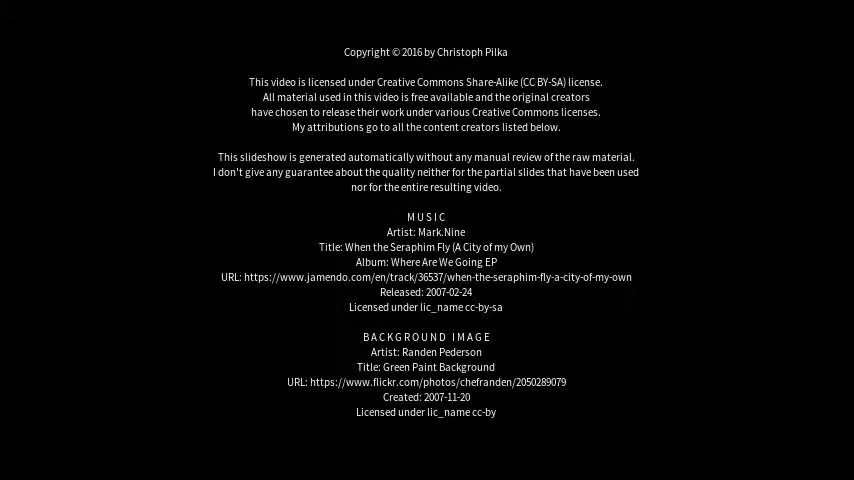 Copyright © 2016 by Christoph Pilka
This video is licensed under Creative Commons Share-Alike (CC BY-SA) license.
All material used in this video is free available and the original creators
have chosen to release their work under various Creative Commons licenses.
My attributions go to all the content creators listed below.
This slideshow is generated automatically without any manual review of the raw material.
I don't give any guarantee about the quality neither for the partial slides that have been used
nor for the entire resulting video.
M U S I C
Artist: Mark.Nine
Title: When the Seraphim Fly (A City of my Own)
Album: Where Are We Going EP
URL: https://www.jamendo.com/en/track/36537/when-the-seraphim-fly-a-city-of-my-own
Released: 2007-02-24
Licensed under lic_name cc-by-sa
B A C K G R O U N D   I M A G E
Artist: Randen Pederson
Title: Green Paint Background
URL: https://www.flickr.com/photos/chefranden/2050289079
Created: 2007-11-20
Licensed under lic_name cc-by